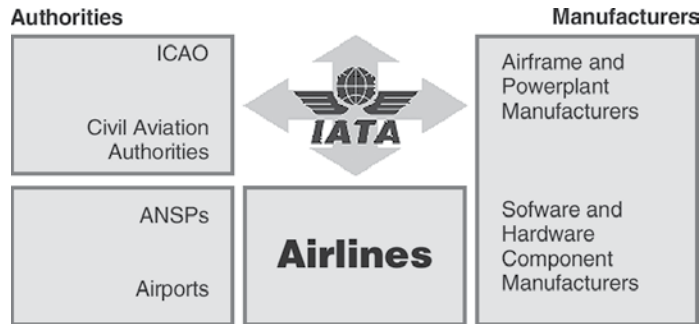 Authorities
ICAO
Civil Aviation
Authorities
ANSPs
Airports
IATA
Airlines
Manufacturers
Airframe and
Powerplant
Manufacturers
Sofware and
Hardware
Component
Manufacturers